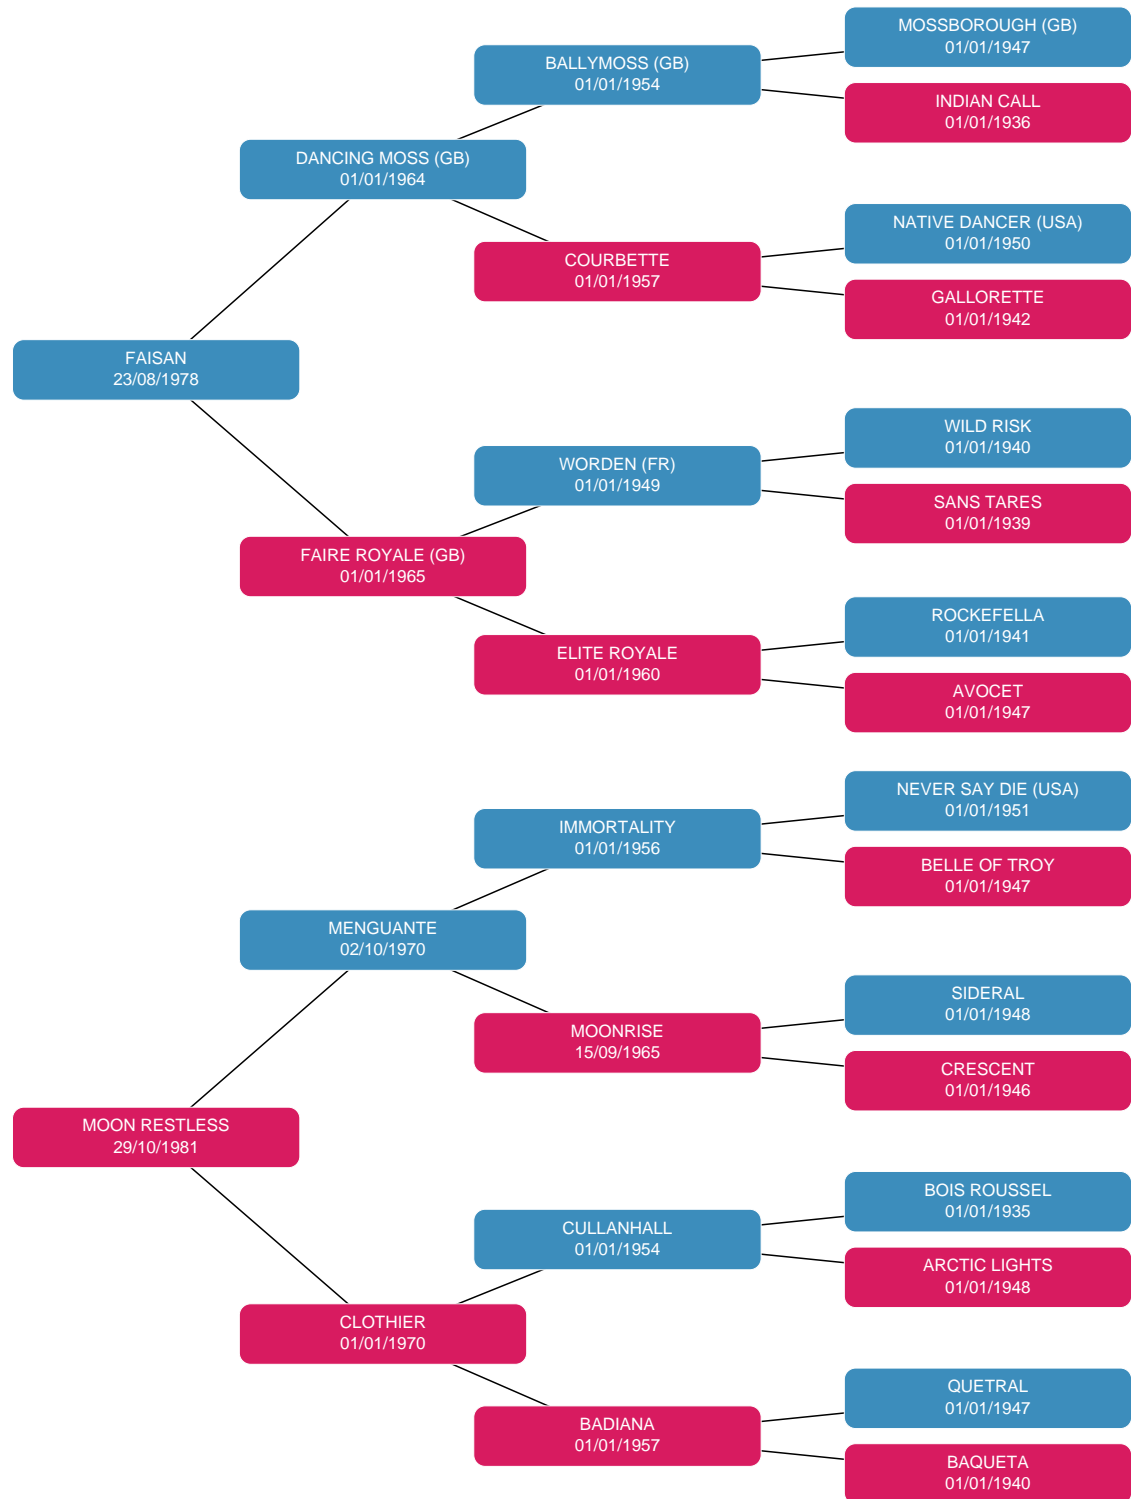 MOSSBOROUGH (GB)
01/01/1947
BALLYMOSS (GB)
01/01/1954
INDIAN CALL
01/01/1936
DANCING MOSS (GB)
01/01/1964
NATIVE DANCER (USA)
01/01/1950
COURBETTE
01/01/1957
GALLORETTE
01/01/1942
FAISAN
23/08/1978
WILD RISK
01/01/1940
WORDEN (FR)
01/01/1949
SANS TARES
01/01/1939
FAIRE ROYALE (GB)
01/01/1965
ROCKEFELLA
01/01/1941
ELITE ROYALE
01/01/1960
AVOCET
01/01/1947
NEVER SAY DIE (USA)
01/01/1951
IMMORTALITY
01/01/1956
BELLE OF TROY
01/01/1947
MENGUANTE
02/10/1970
SIDERAL
01/01/1948
MOONRISE
15/09/1965
CRESCENT
01/01/1946
MOON RESTLESS
29/10/1981
BOIS ROUSSEL
01/01/1935
CULLANHALL
01/01/1954
ARCTIC LIGHTS
01/01/1948
CLOTHIER
01/01/1970
QUETRAL
01/01/1947
BADIANA
01/01/1957
BAQUETA
01/01/1940